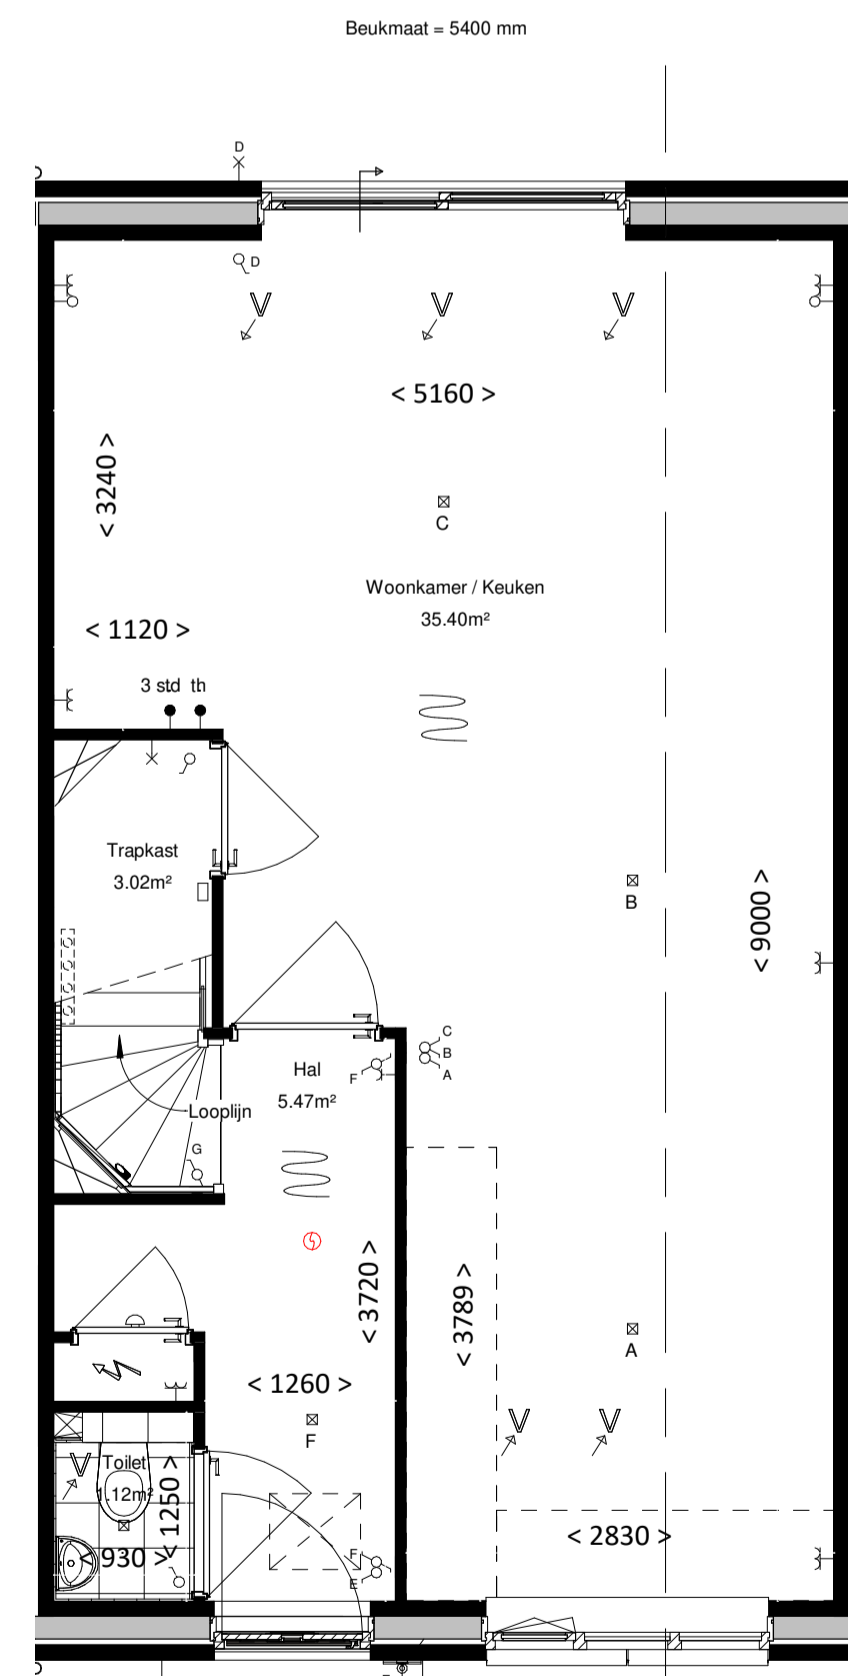 Beukmaat = 5400 mm
D
D
V V V
< 5160 >
< 3240 >
C
Woonkamer / Keuken
35.40m²
< 1120 >
3 std th
Trapkast
3.02m²
B
< 9000 >
C
B
A
F
Hal
5.47m²
Looplijn
G
< 3720 >
< 3789 >
A
< 1260 >
F
V V
V
Toilet
1.12m²
< 1250 >
< 930 >
< 2830 >
F
E